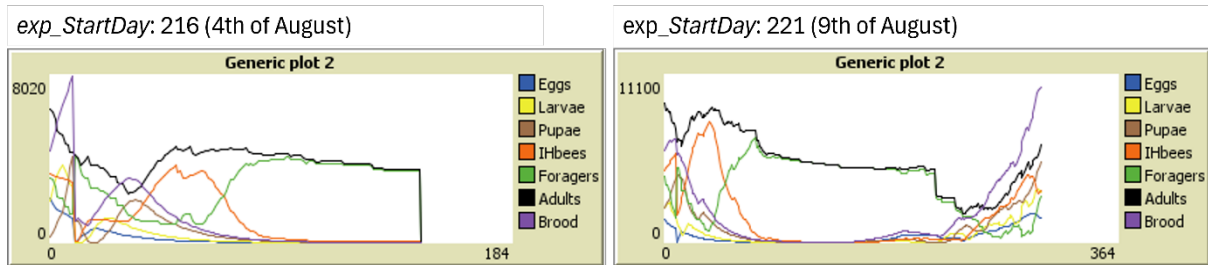 exp_StartDay: 216 (4th of August)
Generic plot 2
8020
0
0
184
Eggs
Larvae
Pupae
IHbees
Foragers
Adults
Brood
exp_StartDay: 221 (9th of August)
Generic plot 2
11100
0
0
364
Eggs
Larvae
Pupae
IHbees
Foragers
Adults
Brood